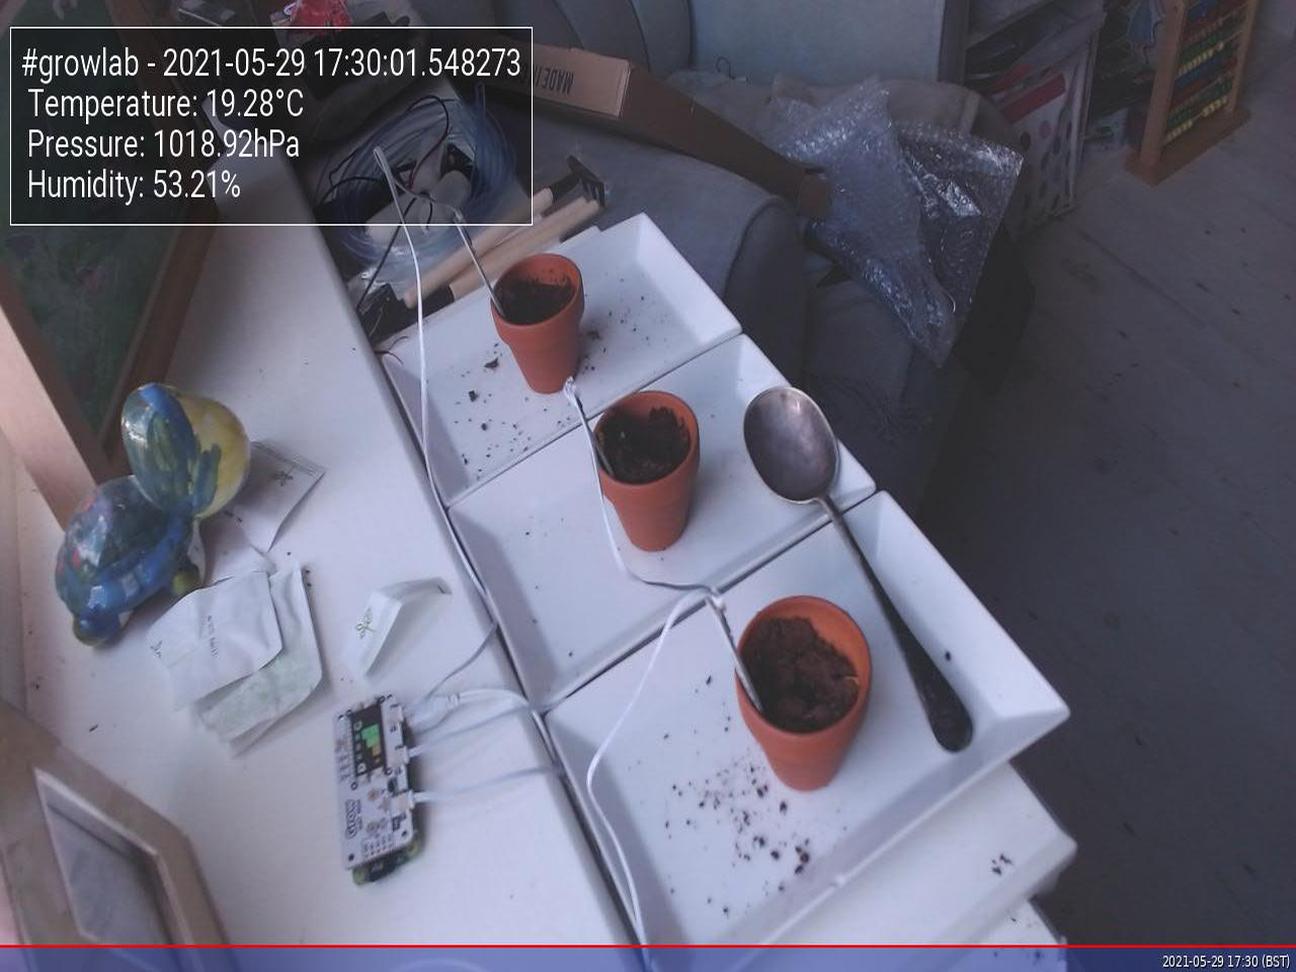 #growlab - 2021-05-29 17:30:01.548273
Temperature: 19.28°C
Pressure: 1018.92hPa
Humidity: 53.21%
MADE IN
2021-05-29 17:30 (BST)